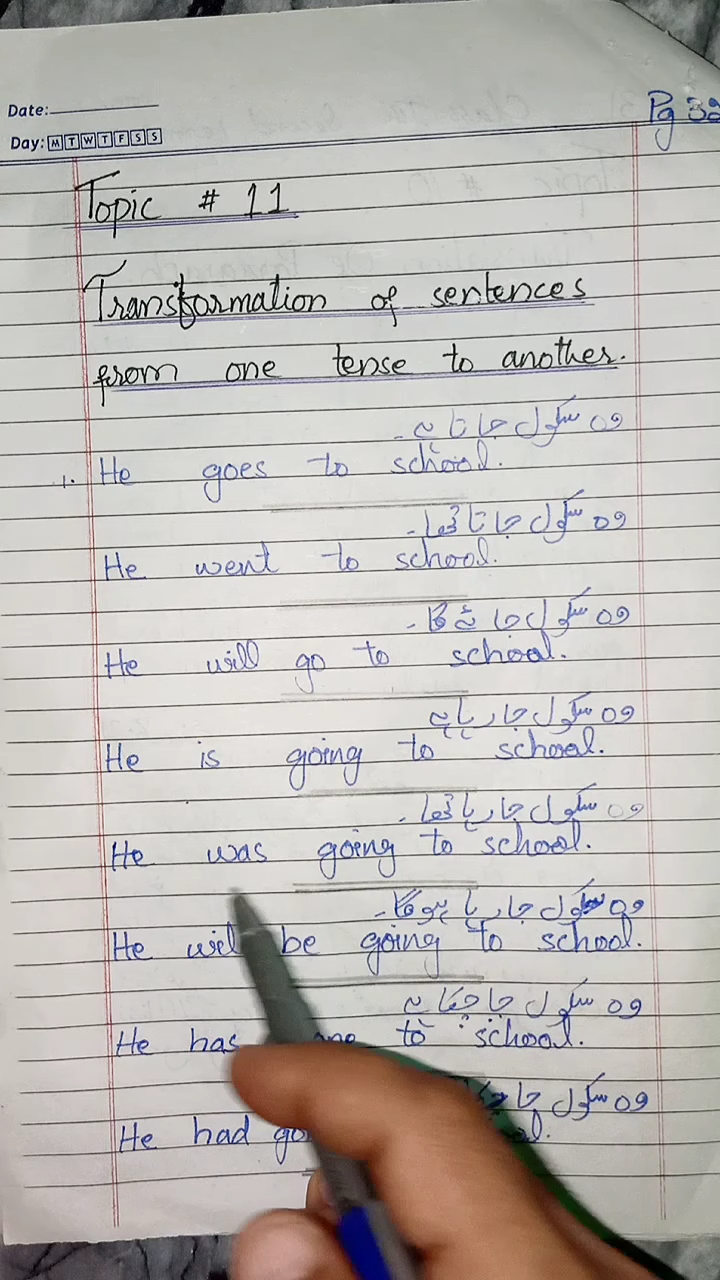 Date:
Day: M T W T F S S
Pg 32
Topic # 11
Transformation of sentences
from one tense to another.
وہ سکول جاتا ہے۔
1. He goes to school.
وہ سکول جاتا تھا۔
He went to school.
وہ سکول جائے گا۔
He will go to school.
وہ سکول جا رہا ہے
He is going to school.
وہ سکول جا رہا تھا۔
He was going to school.
وہ سکول جا رہا ہوگا۔
He will be going to school.
وہ سکول جا چکا ہے
He has to school.
وہ سکول جا
He had